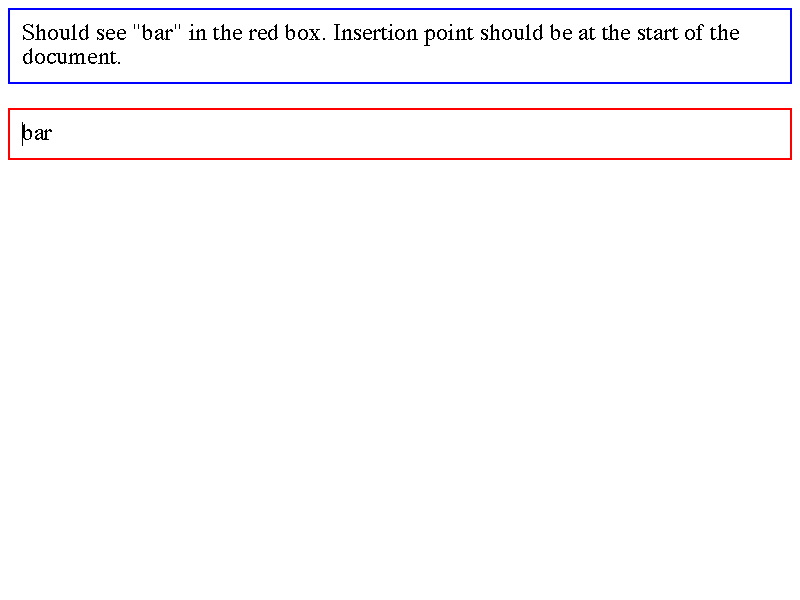 Should see "bar" in the red box. Insertion point should be at the start of the
document.
bar